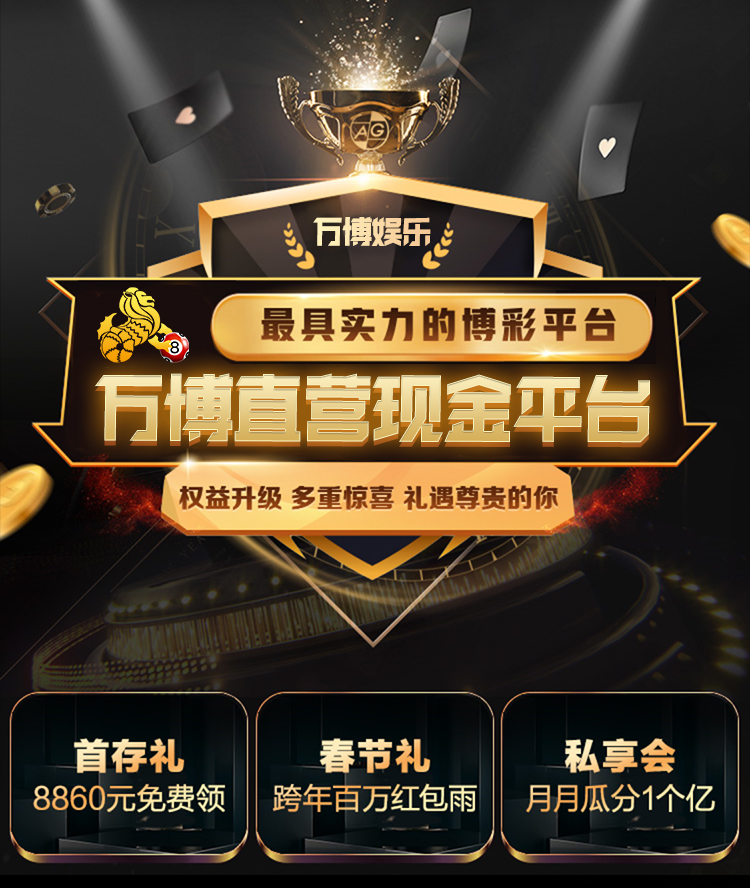 AG
万博娱乐
最具实力的博彩平台
8
万博直营现金平台
权益升级 多重惊喜 礼遇尊贵的你
首存礼
8860元免费领
春节礼
跨年百万红包雨
私享会
月月瓜分1个亿